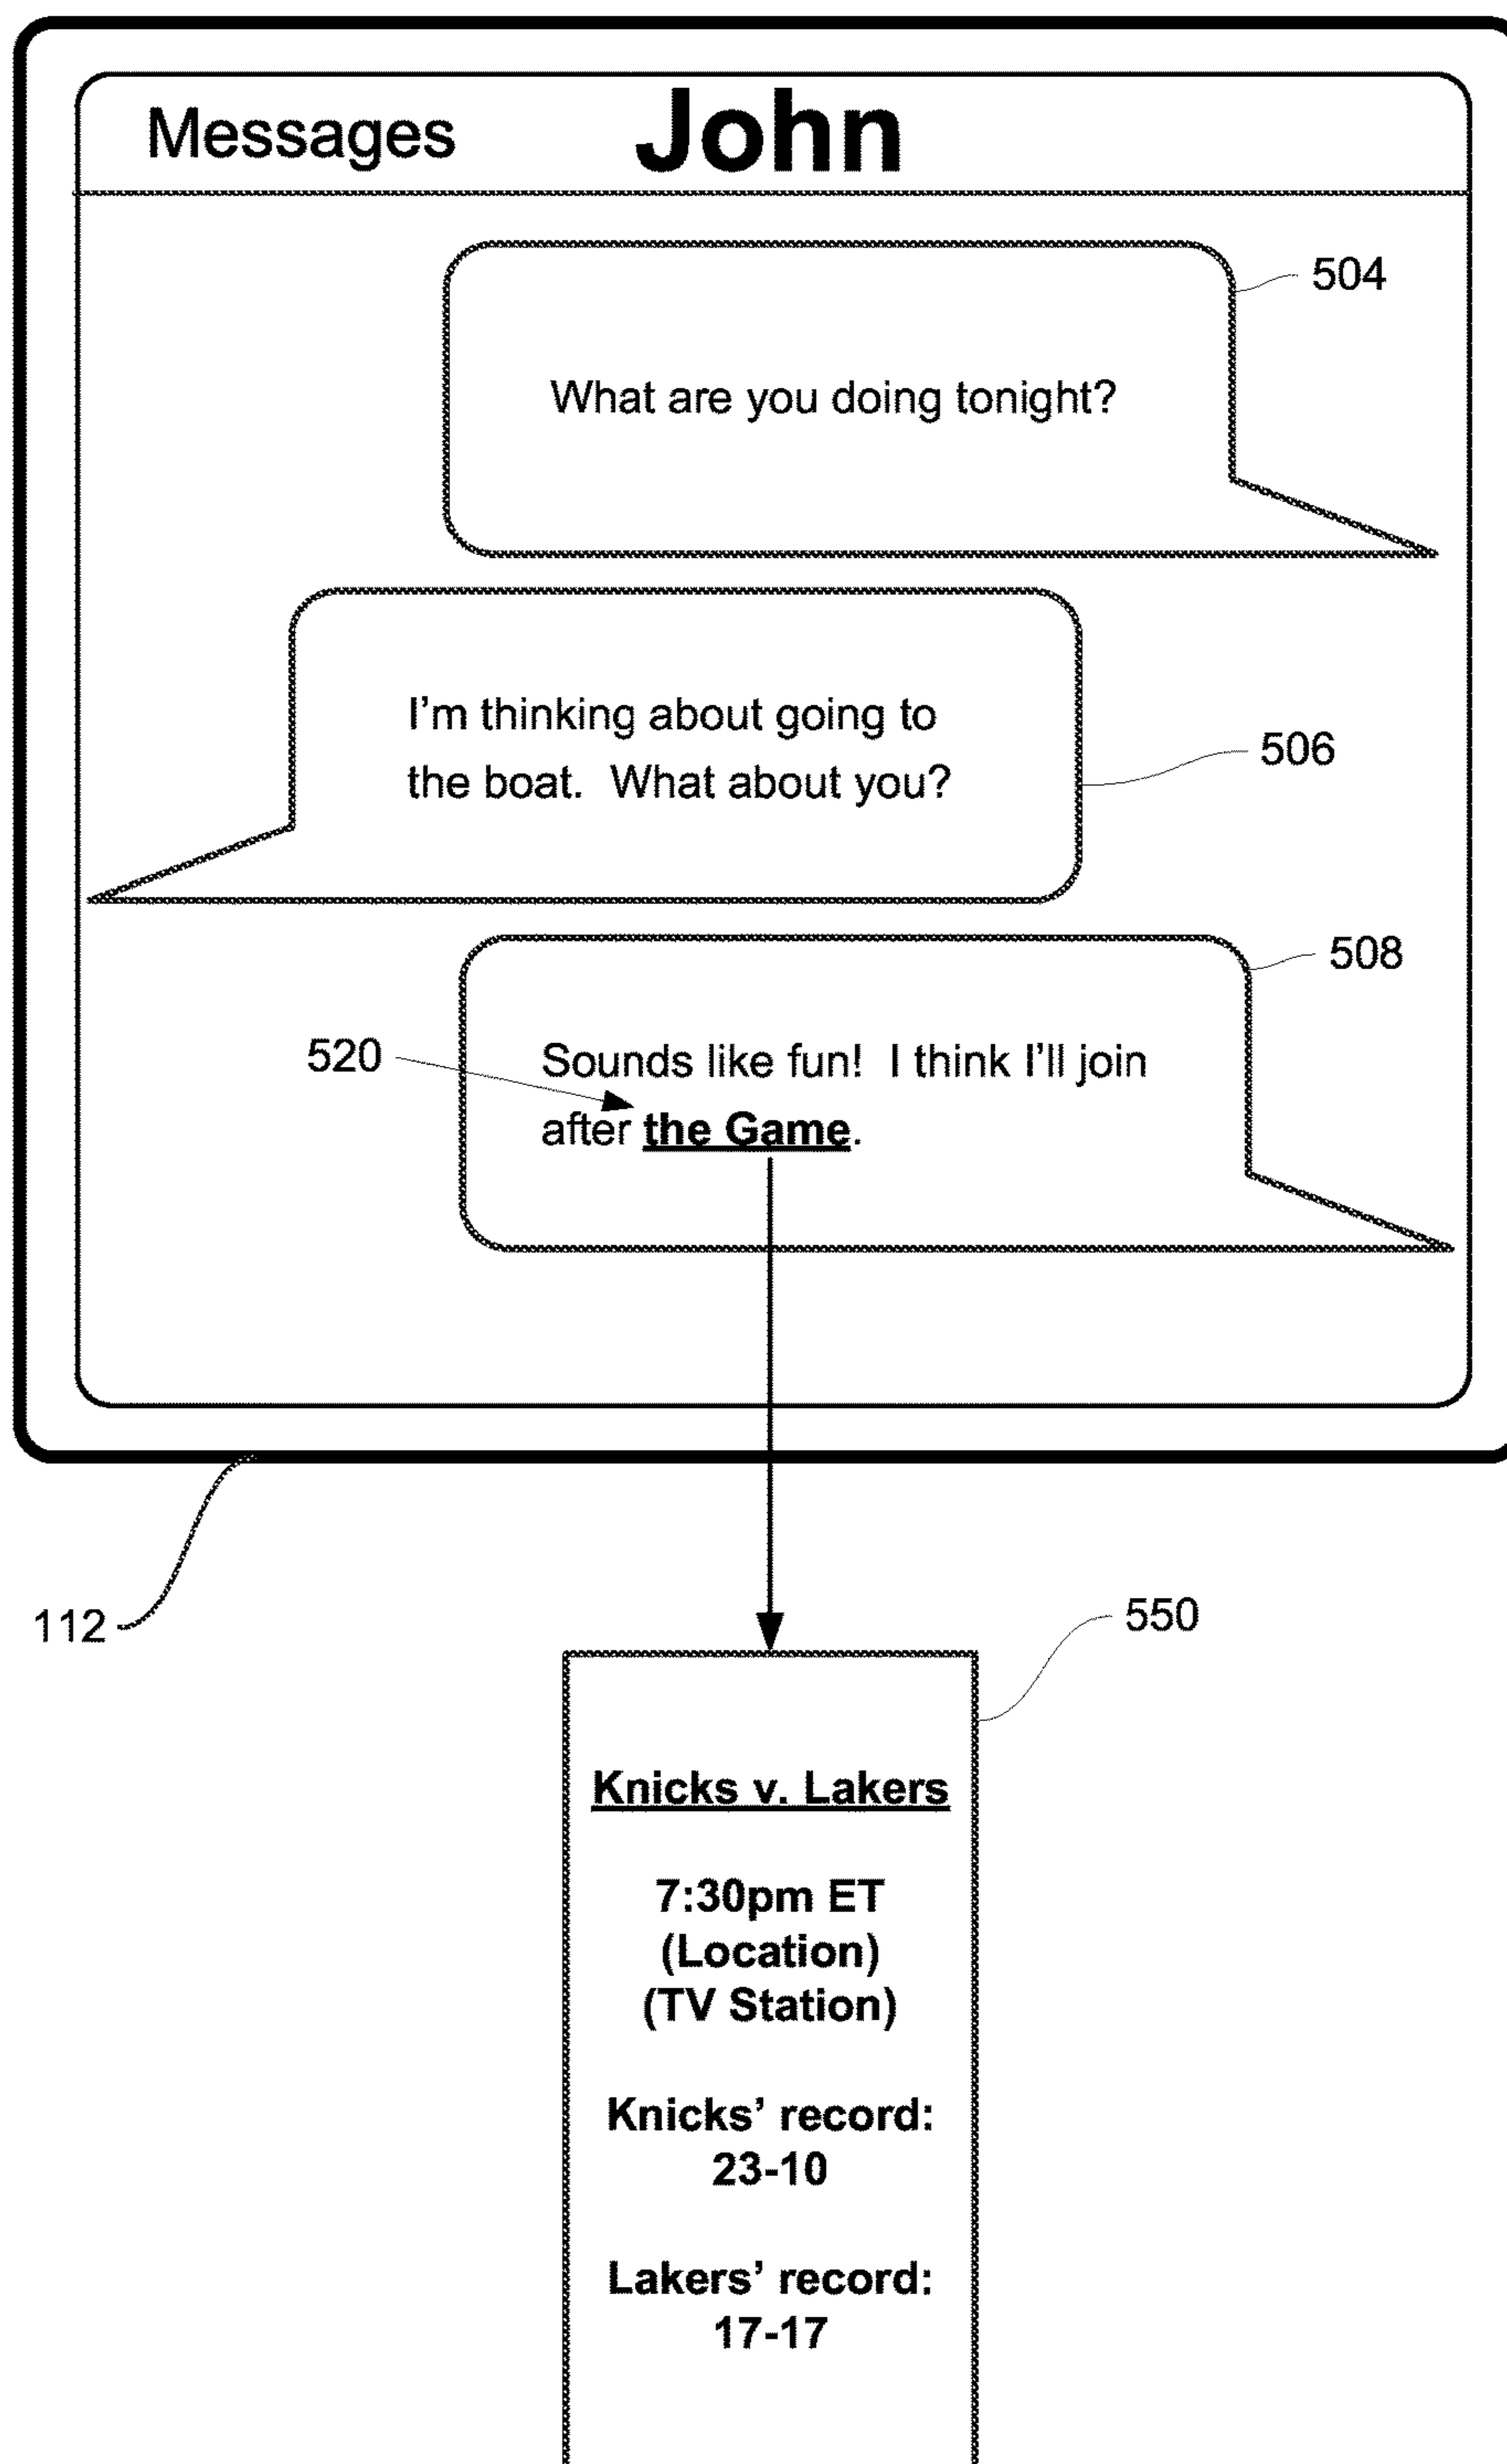 Messages John
504
What are you doing tonight?
I'm thinking about going to
the boat.  What about you?
506
508
520
Sounds like fun!  I think I'll join
after the Game.
112
550
Knicks v. Lakers
7:30pm ET
(Location)
(TV Station)
Knicks' record:
23-10
Lakers' record:
17-17